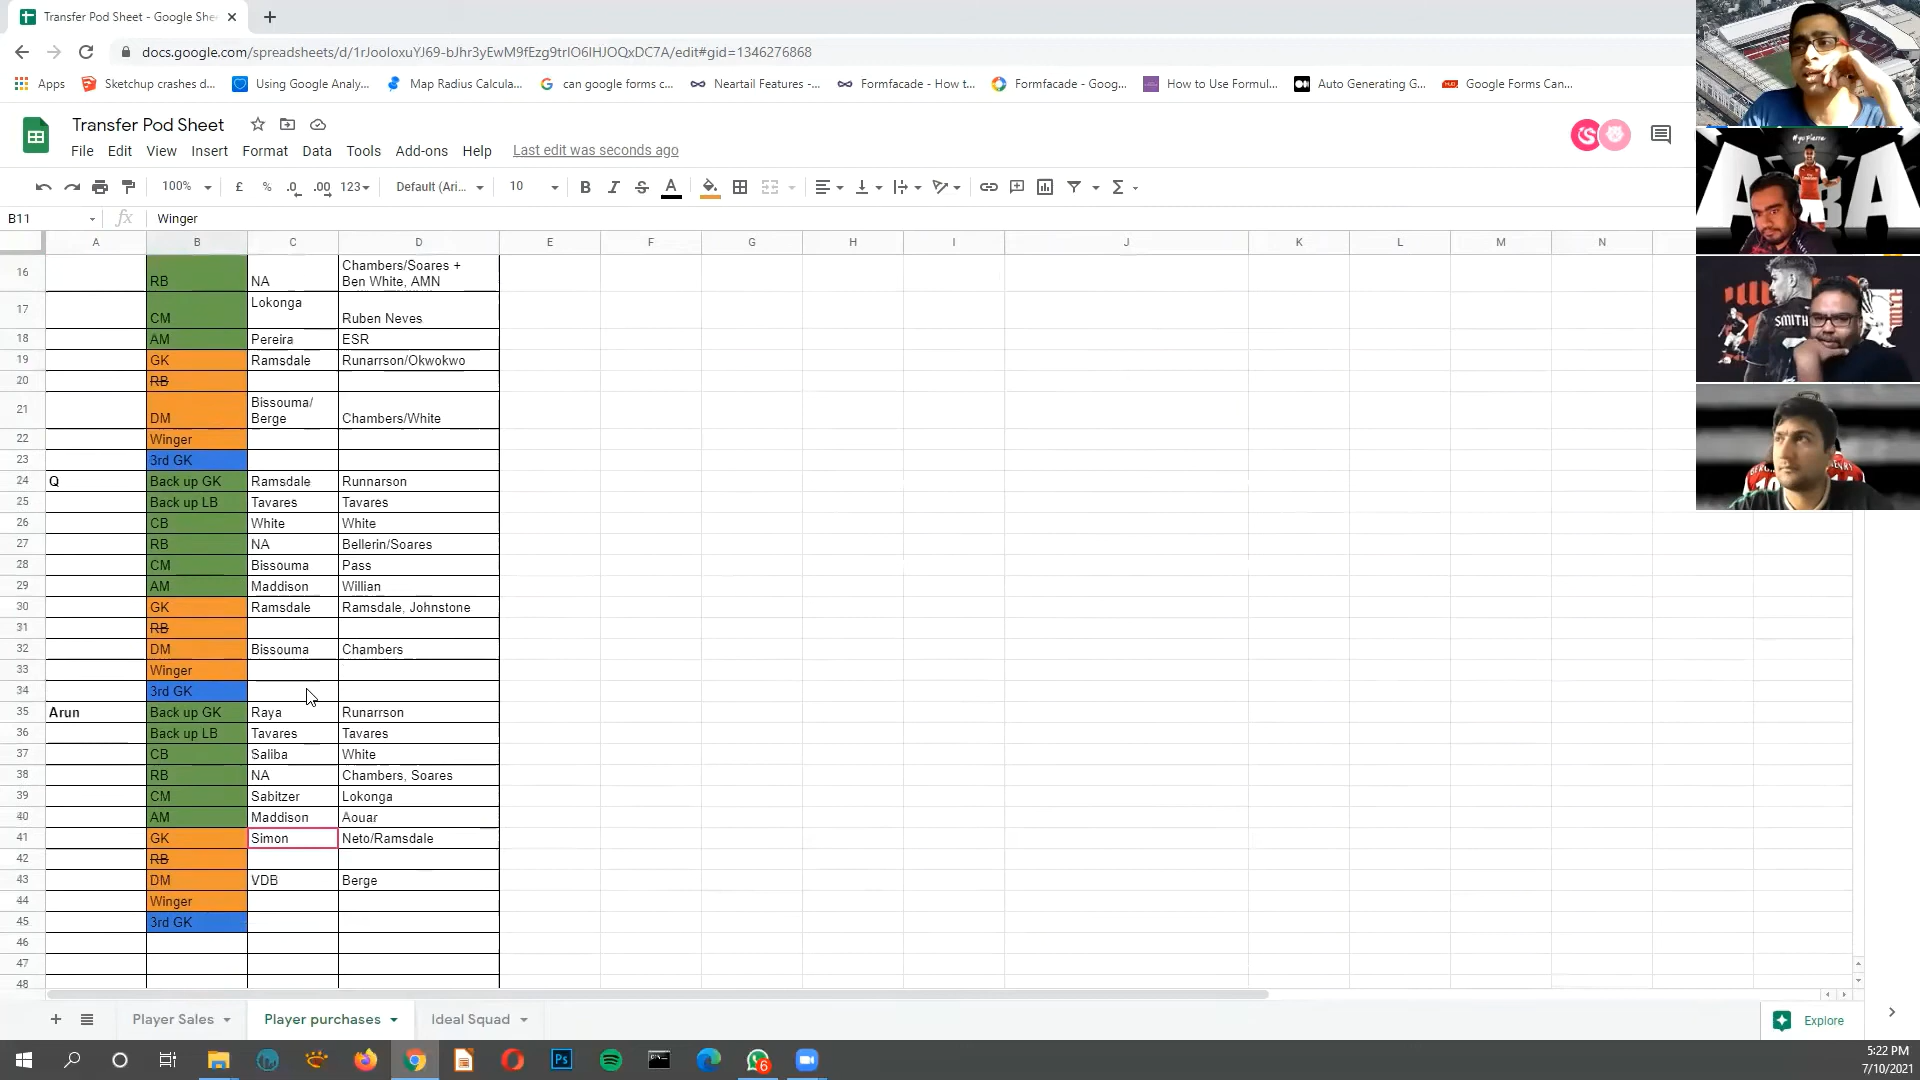 Transfer Pod Sheet - Google She
docs.google.com/spreadsheets/d/1rJooIoxuYJ69-bJhr3yEwM9fEzg9trIO6IHJOQxDC7A/edit#gid=1346276868
Apps Sketchup crashes d... Using Google Analy... Map Radius Calcula... can google forms c... Neartail Features -... Formfacade - How t... Formfacade - Goog... How to Use Formul... Auto Generating G... Google Forms Can...
Transfer Pod Sheet
File Edit View Insert Format Data Tools Add-ons Help Last edit was seconds ago
100% £ % .0 .00 123 Default (Ari... 10 B I S A Σ
B11 fx Winger
A B C D E F G H I J K L M N
16 RB NA Chambers/Soares +
Ben White, AMN
17 CM Lokonga Ruben Neves
18 AM Pereira ESR
19 GK Ramsdale Runarrson/Okwokwo
20 RB
21 DM Bissouma/
Berge Chambers/White
22 Winger
23 3rd GK
24 Q Back up GK Ramsdale Runnarson
25 Back up LB Tavares Tavares
26 CB White White
27 RB NA Bellerin/Soares
28 CM Bissouma Pass
29 AM Maddison Willian
30 GK Ramsdale Ramsdale, Johnstone
31 RB
32 DM Bissouma Chambers
33 Winger
34 3rd GK
35 Arun Back up GK Raya Runarrson
36 Back up LB Tavares Tavares
37 CB Saliba White
38 RB NA Chambers, Soares
39 CM Sabitzer Lokonga
40 AM Maddison Aouar
41 GK Simon Neto/Ramsdale
42 RB
43 DM VDB Berge
44 Winger
45 3rd GK
46
47
48
Player Sales Player purchases Ideal Squad Explore
SMITH
5:22 PM
7/10/2021
Ps
6